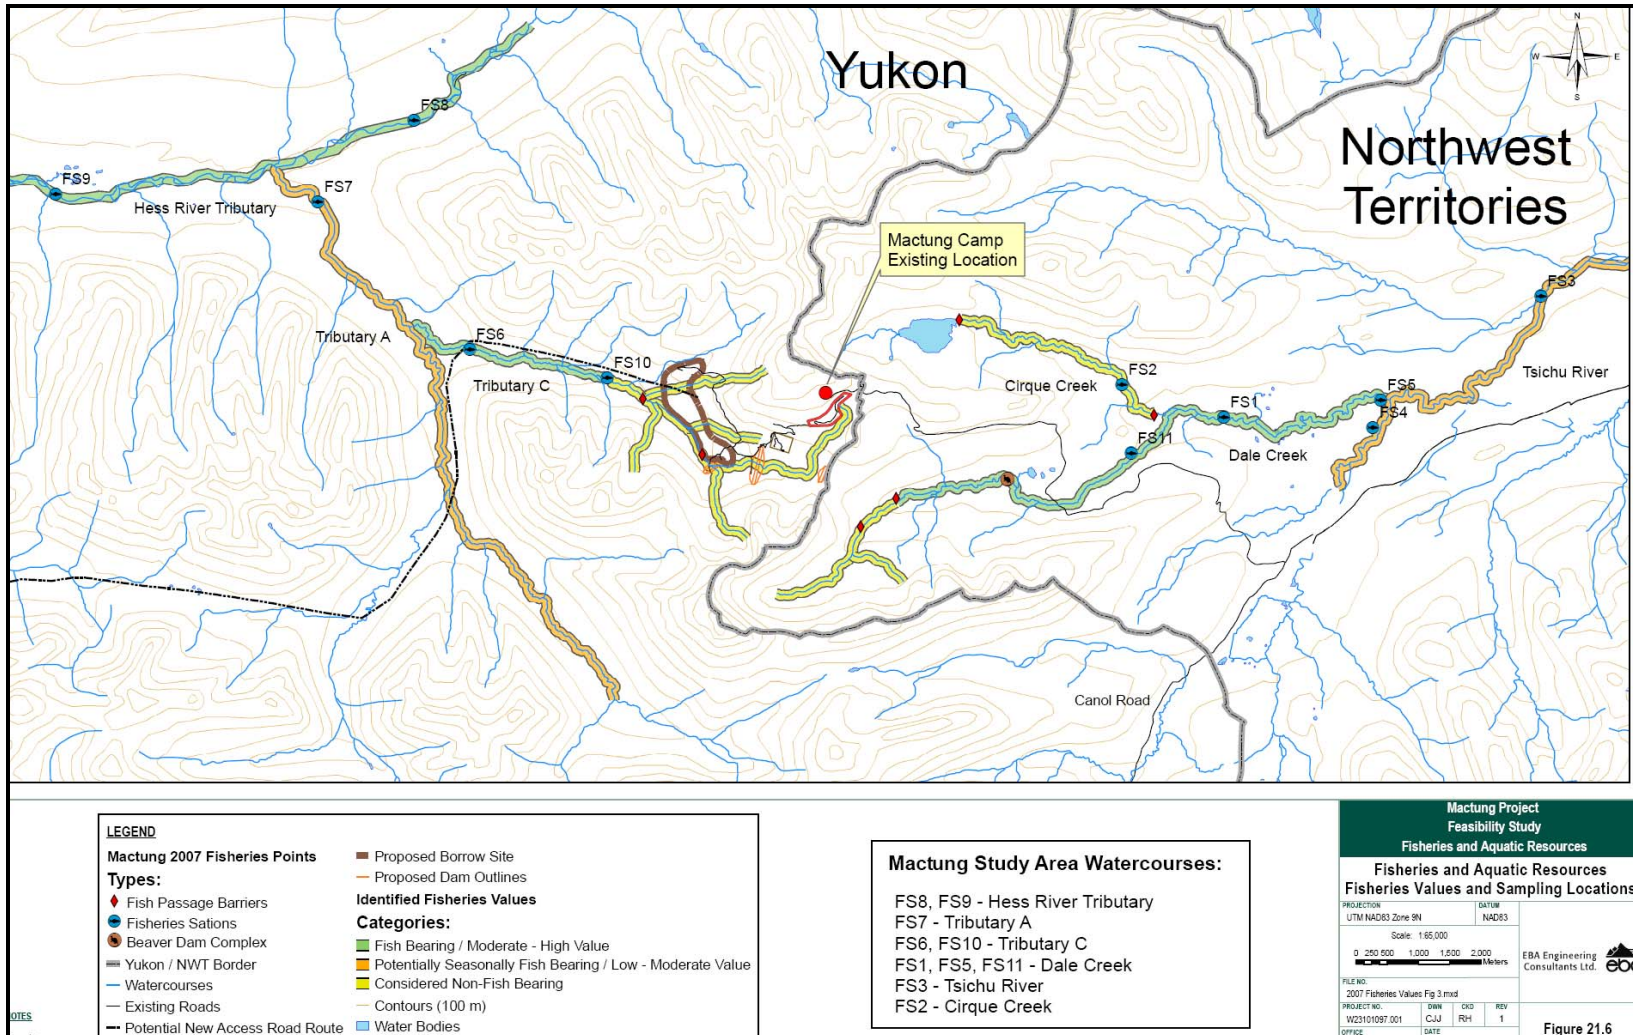 Yukon
Northwest
Territories
N
W
E
S
FS8
FS9
FS7
Hess River Tributary
Mactung Camp
Existing Location
FS3
Tributary A
FS6
FS10
Tributary C
Cirque Creek
FS2
Tsichu River
FS5
FS1
FS4
FS11
Dale Creek
Canol Road
LEGEND
Mactung 2007 Fisheries Points
Types:
Fish Passage Barriers
Fisheries Sations
Beaver Dam Complex
Yukon / NWT Border
Watercourses
Existing Roads
Potential New Access Road Route
Proposed Borrow Site
Proposed Dam Outlines
Identified Fisheries Values
Categories:
Fish Bearing / Moderate - High Value
Potentially Seasonally Fish Bearing / Low - Moderate Value
Considered Non-Fish Bearing
Contours (100 m)
Water Bodies
Mactung Study Area Watercourses:
FS8, FS9 - Hess River Tributary
FS7 - Tributary A
FS6, FS10 - Tributary C
FS1, FS5, FS11 - Dale Creek
FS3 - Tsichu River
FS2 - Cirque Creek
Mactung Project
Feasibility Study
Fisheries and Aquatic Resources
Fisheries and Aquatic Resources
Fisheries Values and Sampling Locations
PROJECTION
UTM NAD83 Zone 9N
DATUM
NAD83
Scale: 1:65,000
0 250 500 1,000 1,500 2,000
Meters
EBA Engineering
Consultants Ltd.
FILE NO.
2007 Fisheries Values Fig 3.mxd
PROJECT NO.
W23101097.001
DWN
CJJ
CKD
RH
REV
1
OFFICE
DATE
Figure 21.6